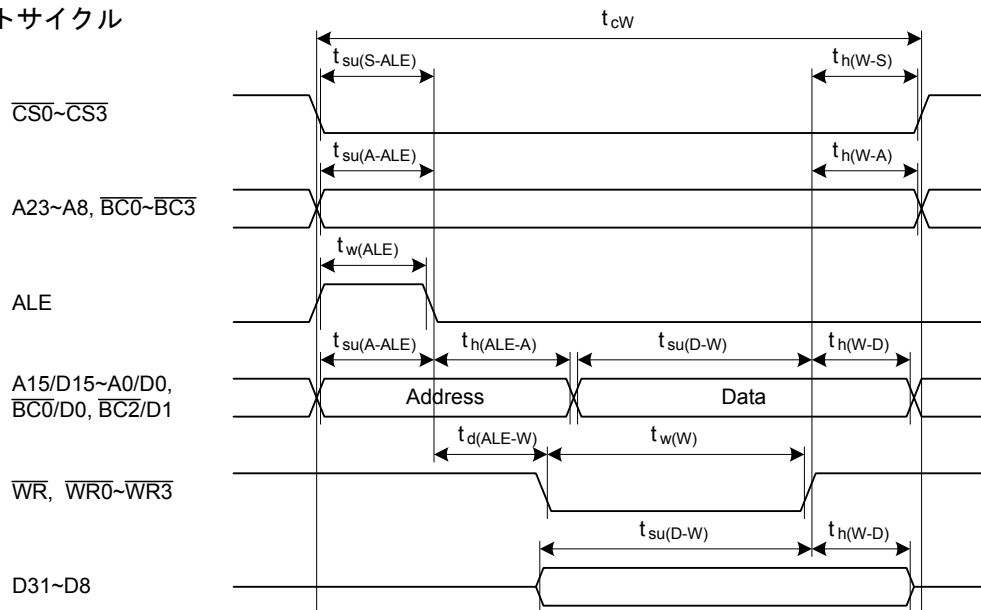 トサイクル
tcW
tsu(S-ALE) th(W-S)
CS0~CS3
tsu(A-ALE) th(W-A)
A23~A8, BC0~BC3
tw(ALE)
ALE
tsu(A-ALE) th(ALE-A) tsu(D-W) th(W-D)
A15/D15~A0/D0,
BC0/D0, BC2/D1
Address Data
td(ALE-W) tw(W)
WR, WR0~WR3
tsu(D-W) th(W-D)
D31~D8